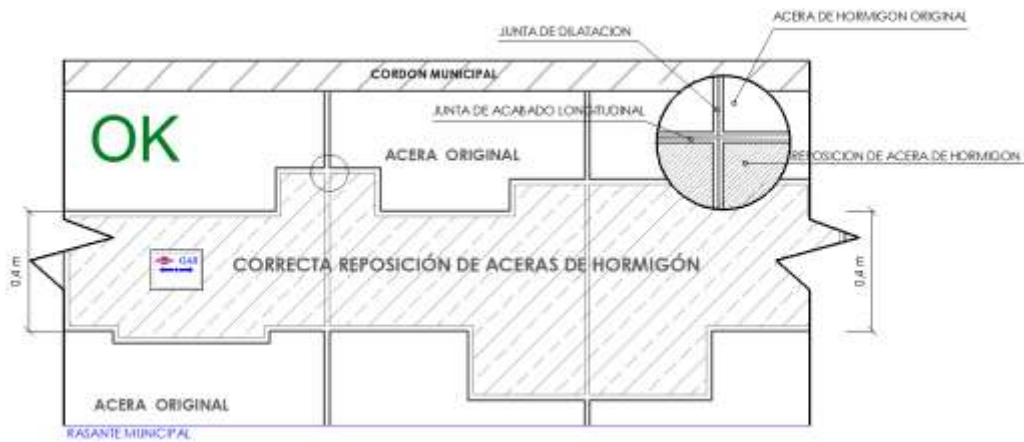 ACERA DE HORMIGON ORIGINAL
JUNTA DE DILATACION
CORDON MUNICIPAL
JUNTA DE ACABADO LONGITUDINAL
OK
ACERA ORIGINAL
REPOSICION DE ACERA DE HORMIGON
0,4 m
GAS
CORRECTA REPOSICIÓN DE ACERAS DE HORMIGÓN
0,4 m
ACERA ORIGINAL
RASANTE MUNICIPAL